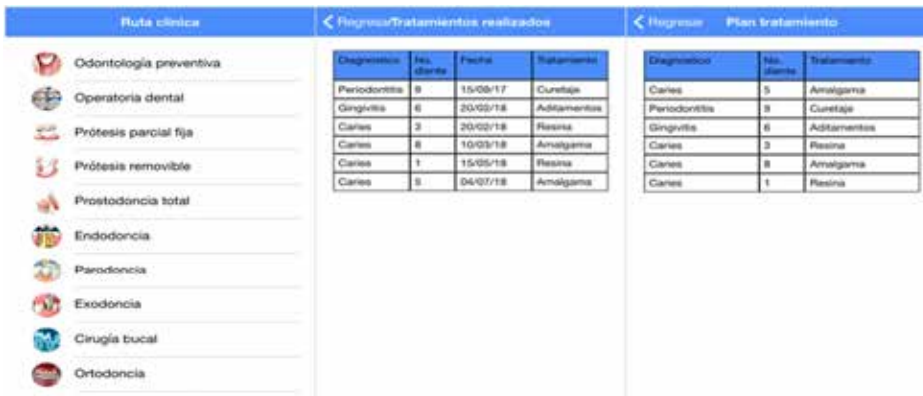 Ruta clínica
Odontología preventiva
Operatoria dental
Prótesis parcial fija
Prótesis removible
Prostodoncia total
Endodoncia
Parodoncia
Exodoncia
Cirugía bucal
Ortodoncia
Regresar Tratamientos realizados
Diagnostico No. diente Fecha Tratamiento
Periodontitis 9 15/09/17 Curetaje
Gingivitis 6 20/02/18 Aditamentos
Caries 3 20/02/18 Resina
Caries 8 10/03/18 Amalgama
Caries 1 15/05/18 Resina
Caries 5 04/07/18 Amalgama
Regresar Plan tratamiento
Diagnostico No. diente Tratamiento
Caries 5 Amalgama
Periodontitis 9 Curetaje
Gingivitis 6 Aditamentos
Caries 3 Resina
Caries 8 Amalgama
Caries 1 Resina